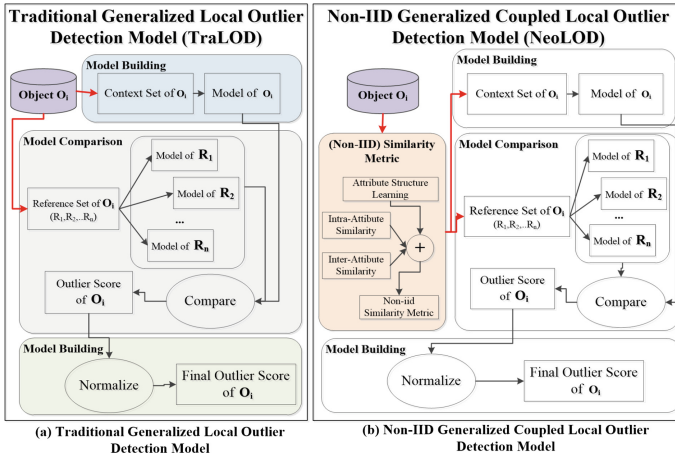 Traditional Generalized Local Outlier
Detection Model (TraLOD)
Model Building
Object Oi
Context Set of Oi
Model of Oi
Model Comparison
Model of R1
Reference Set of Oi
(R1,R2,..Rn)
Model of R2
...
Model of Rn
Outlier Score
of Oi
Compare
Model Building
Normalize
Final Outlier Score
of Oi
(a) Traditional Generalized Local Outlier
Detection Model
Non-IID Generalized Coupled Local Outlier
Detection Model (NeoLOD)
Model Building
Object Oi
Context Set of Oi
Model of Oi
(Non-IID) Similarity
Metric
Attribute Structure
Learning
Intra-Attibute
Similarity
+
Inter-Attibute
Similarity
Non-iid
Similarity Metric
Model Comparison
Model of R1
Reference Set of Oi
(R1,R2,..Rn)
Model of R2
...
Model of Rn
Outlier Score
of Oi
Compare
Model Building
Normalize
Final Outlier Score
of Oi
(b) Non-IID Generalized Coupled Local Outlier
Detection Model